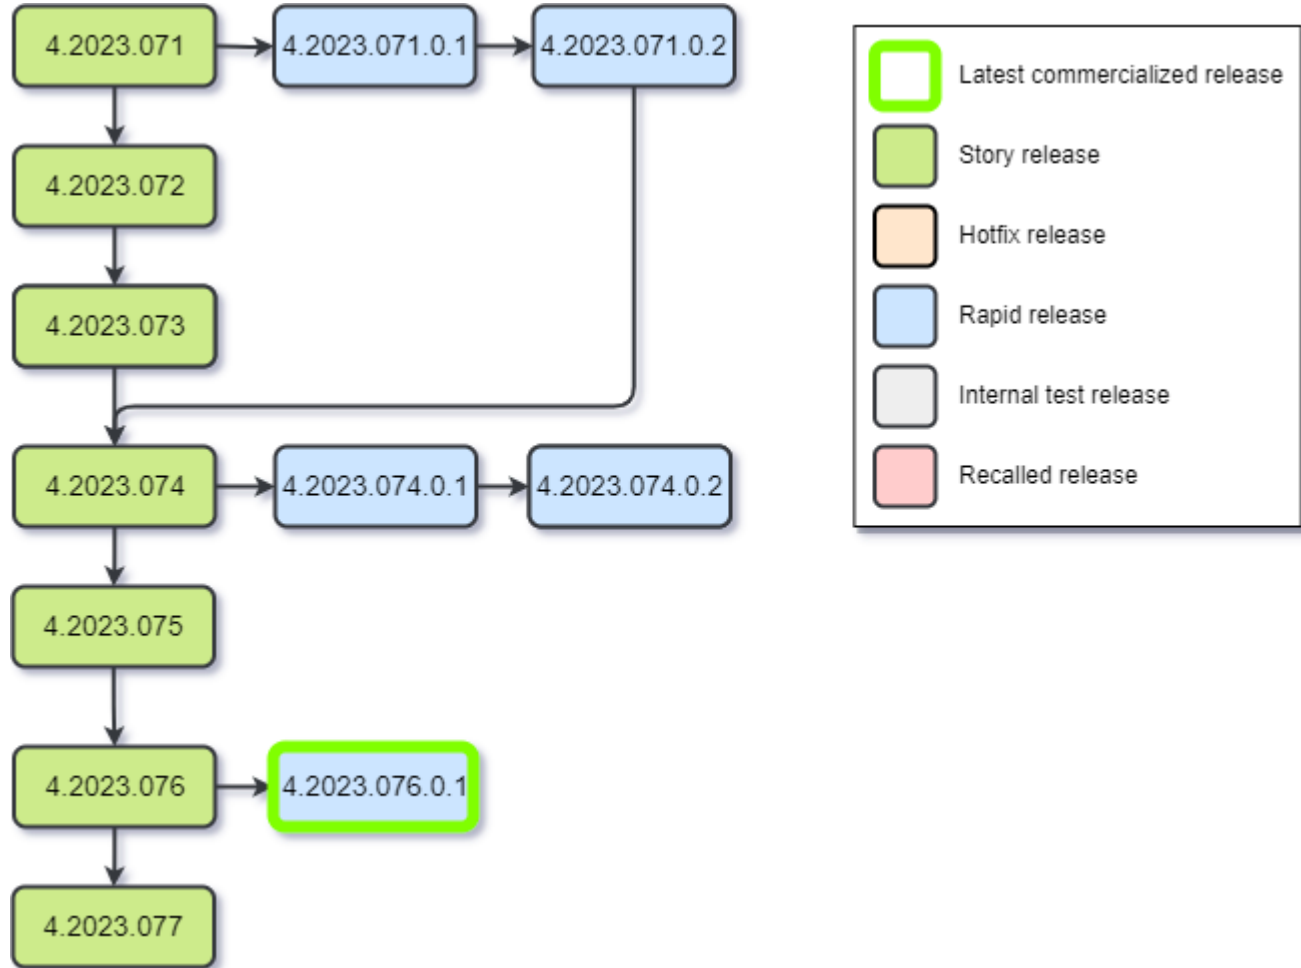 4.2023.071
4.2023.071.0.1
4.2023.071.0.2
4.2023.072
4.2023.073
4.2023.074
4.2023.074.0.1
4.2023.074.0.2
4.2023.075
4.2023.076
4.2023.076.0.1
4.2023.077
Latest commercialized release
Story release
Hotfix release
Rapid release
Internal test release
Recalled release